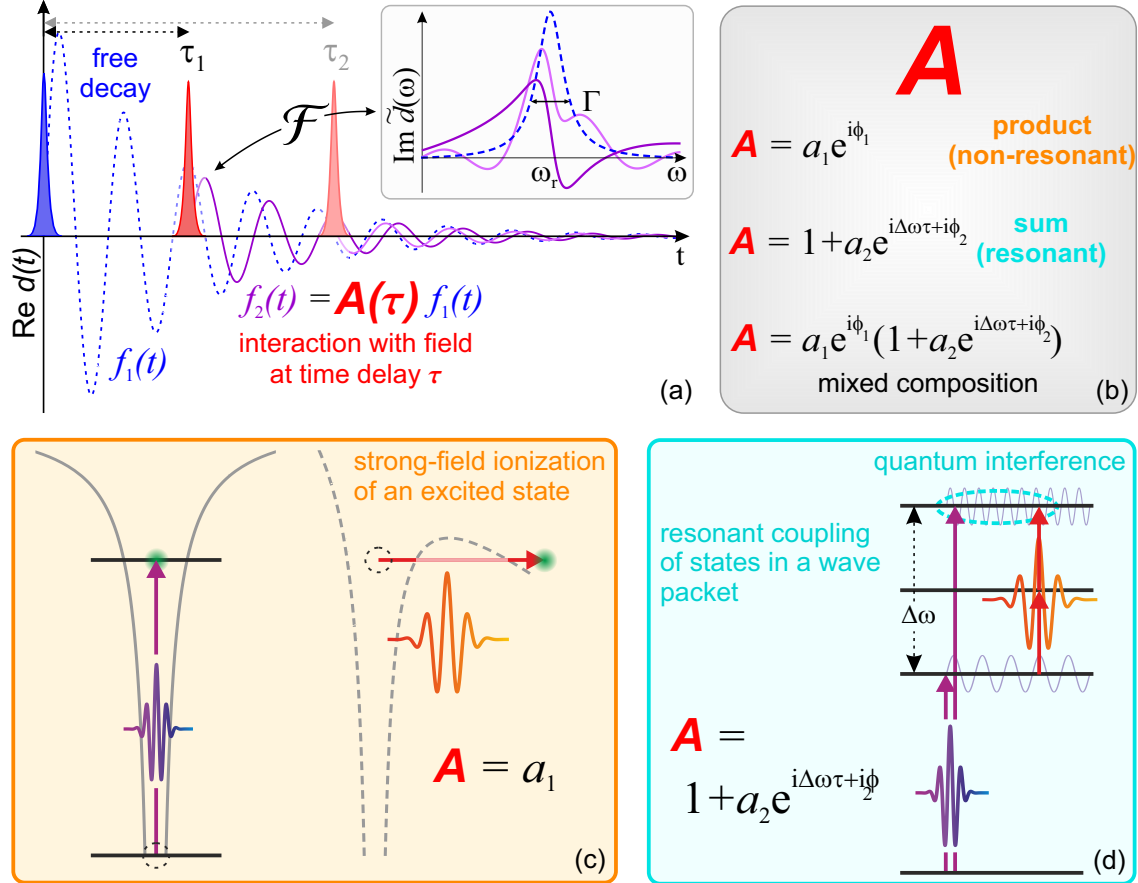 τ₁
τ₂
free
decay
ℱ
Im d̃(ω)
Γ
ωᵣ
ω
Re d(t)
t
f₂(t) = A(τ) f₁(t)
f₁(t)
interaction with field
at time delay τ
(a)
A
A = a₁e^{iϕ₁}
product
(non-resonant)
A = 1+a₂e^{iΔωτ+iϕ₂}
sum
(resonant)
A = a₁e^{iϕ₁}(1+a₂e^{iΔωτ+iϕ₂})
mixed composition
(b)
strong-field ionization
of an excited state
A = a₁
(c)
quantum interference
resonant coupling
of states in a wave
packet
Δω
A =
1+a₂e^{iΔωτ+iϕ₂}
(d)